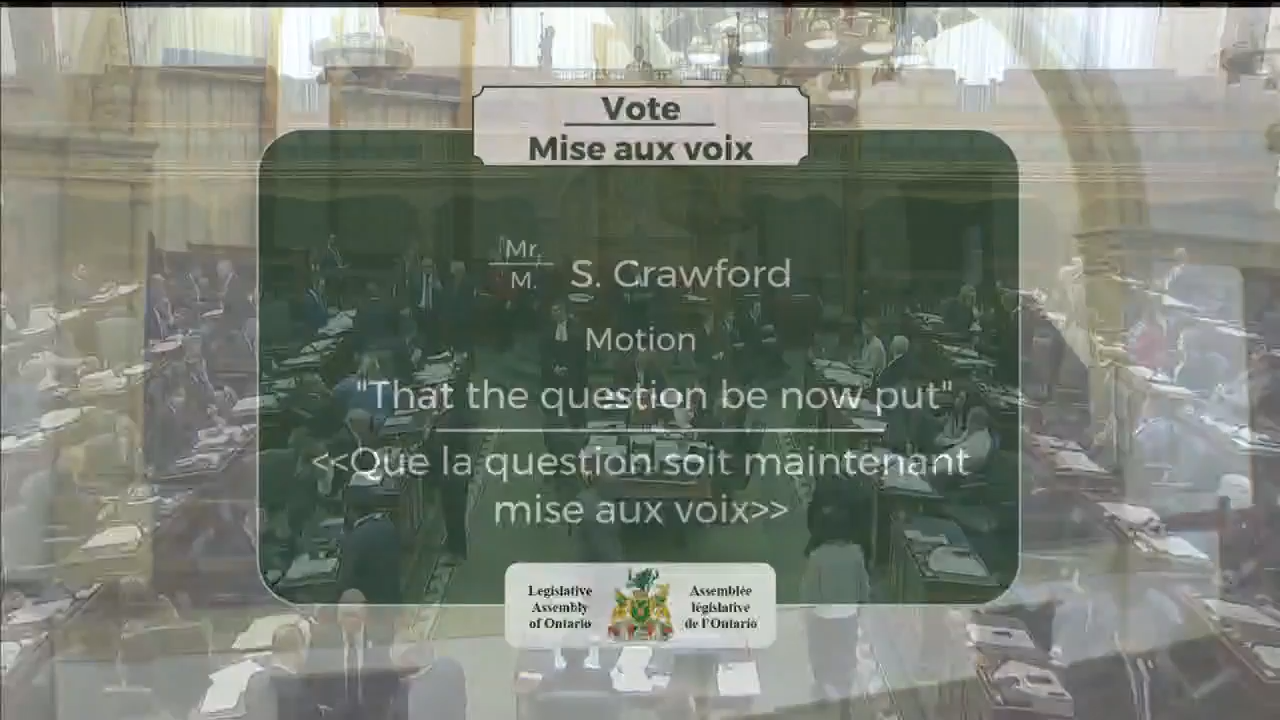 Vote
Mise aux voix
Mr.
M.
S. Crawford
Motion
"That the question be now put"
<<Que la question soit maintenant
mise aux voix>>
Legislative
Assembly
of Ontario
Assemblée
législative
de l'Ontario